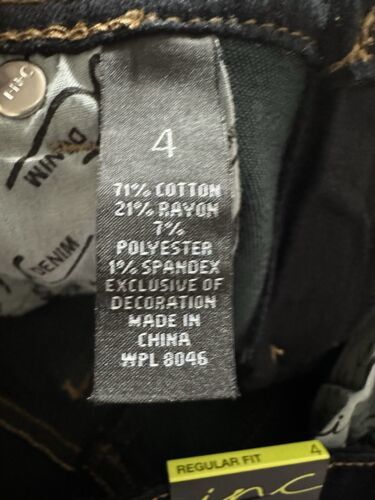 I·N·C
DENIM
DENIM
4
71% COTTON
21% RAYON
7%
POLYESTER
1% SPANDEX
EXCLUSIVE OF
DECORATION
MADE IN
CHINA
WPL 8046
REGULAR FIT 4
inc